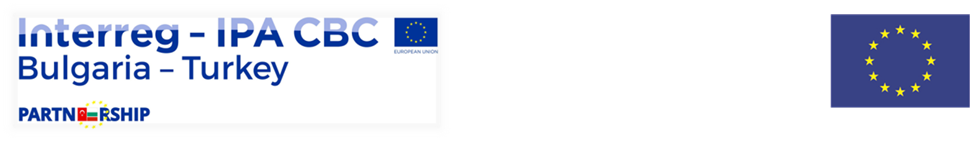 Interreg – IPA CBC
EUROPEAN UNION
Bulgaria – Turkey
PARTNERSHIP